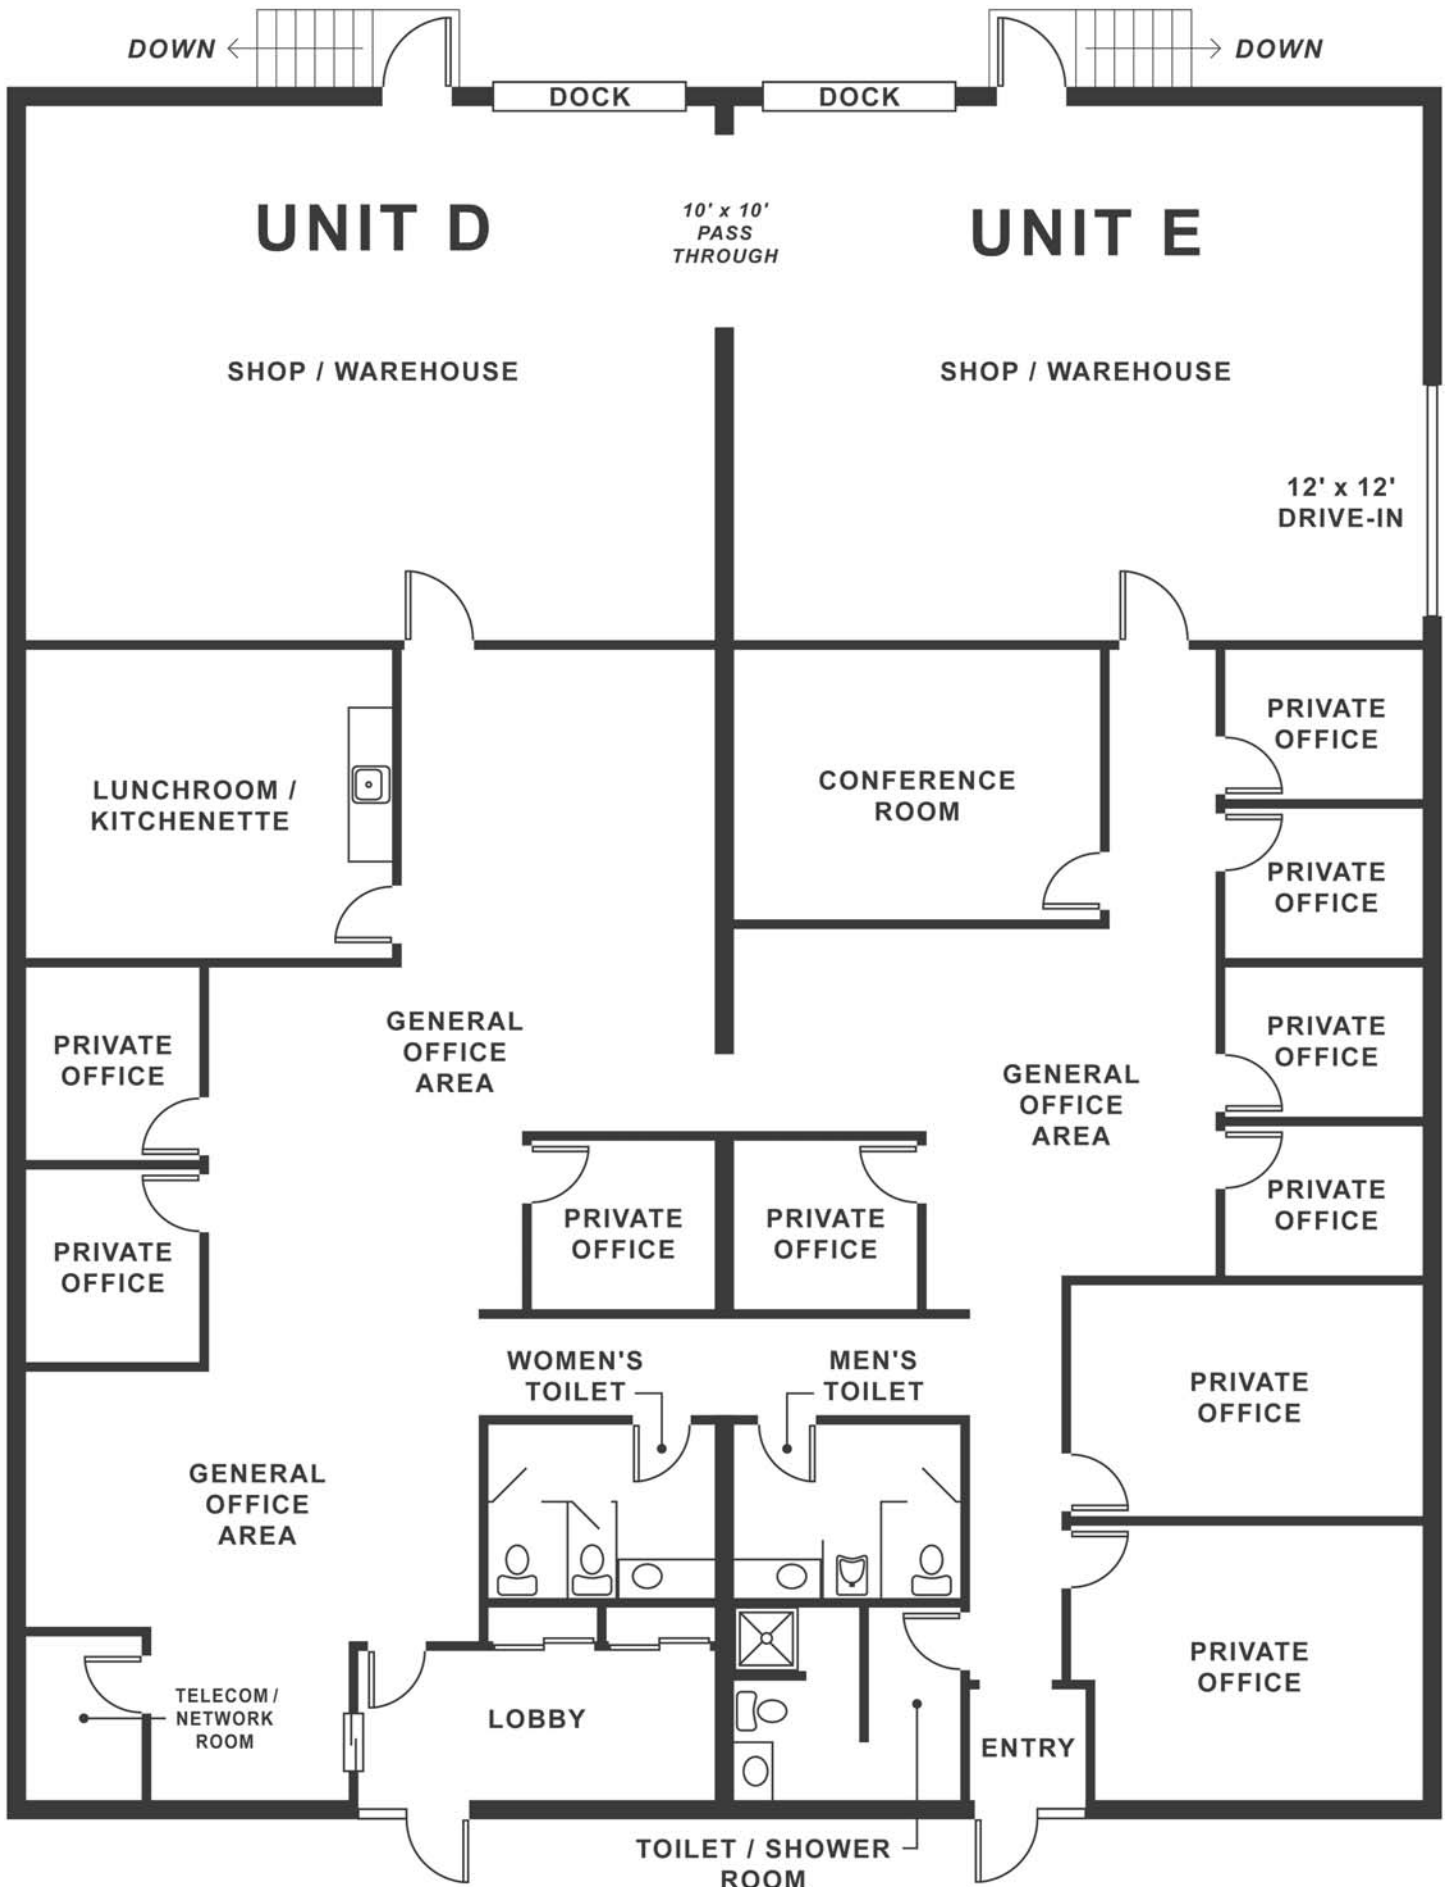 DOWN
DOWN
DOCK
DOCK
UNIT D
10' x 10'
PASS
THROUGH
UNIT E
SHOP / WAREHOUSE
SHOP / WAREHOUSE
12' x 12'
DRIVE-IN
PRIVATE
OFFICE
LUNCHROOM /
KITCHENETTE
CONFERENCE
ROOM
PRIVATE
OFFICE
GENERAL
OFFICE
AREA
PRIVATE
OFFICE
PRIVATE
OFFICE
GENERAL
OFFICE
AREA
PRIVATE
OFFICE
PRIVATE
OFFICE
PRIVATE
OFFICE
PRIVATE
OFFICE
WOMEN'S
TOILET
MEN'S
TOILET
PRIVATE
OFFICE
GENERAL
OFFICE
AREA
PRIVATE
OFFICE
TELECOM /
NETWORK
ROOM
LOBBY
ENTRY
TOILET / SHOWER
ROOM